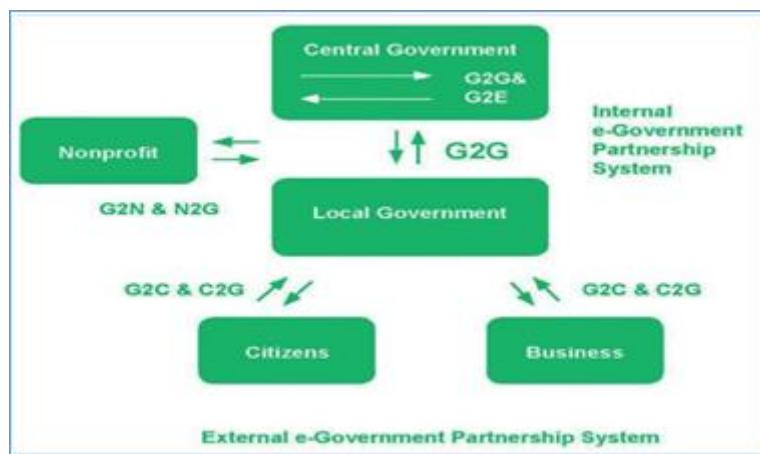 Central Government
G2G&
G2E
Internal
e-Government
Partnership
System
Nonprofit
G2G
G2N & N2G
Local Government
G2C & C2G
G2C & C2G
Citizens
Business
External e-Government Partnership System